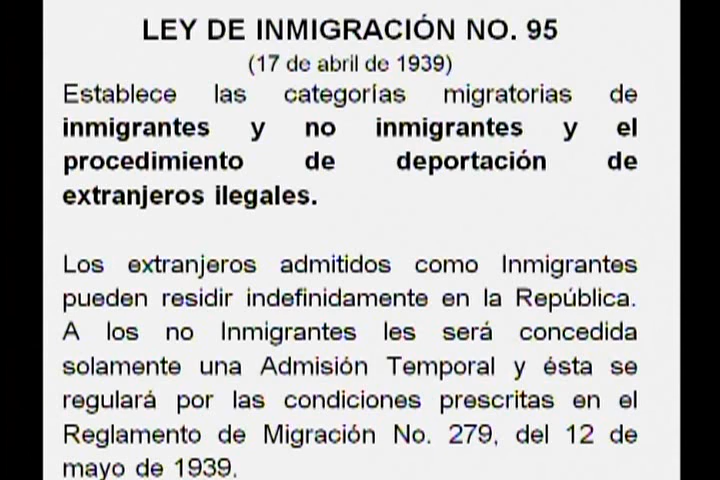 LEY DE INMIGRACIÓN NO. 95
(17 de abril de 1939)
Establece las categorías migratorias de
inmigrantes y no inmigrantes y el
procedimiento de deportación de
extranjeros ilegales.
Los extranjeros admitidos como Inmigrantes
pueden residir indefinidamente en la República.
A los no Inmigrantes les será concedida
solamente una Admisión Temporal y ésta se
regulará por las condiciones prescritas en el
Reglamento de Migración No. 279, del 12 de
mayo de 1939.